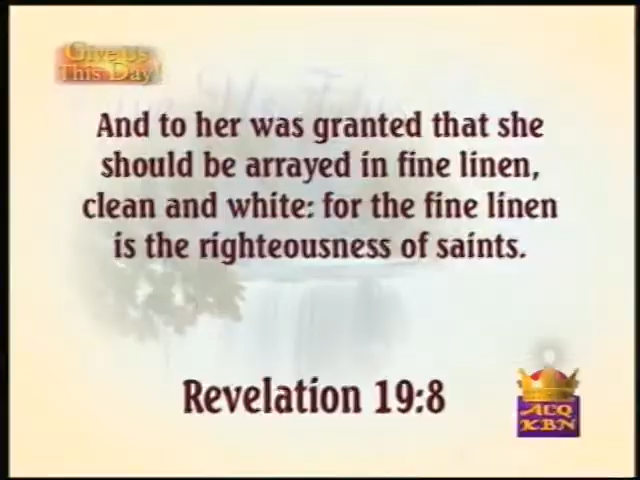 Give Us
This Day!
And to her was granted that she
should be arrayed in fine linen,
clean and white: for the fine linen
is the righteousness of saints.
Revelation 19:8
ACQ
KBN